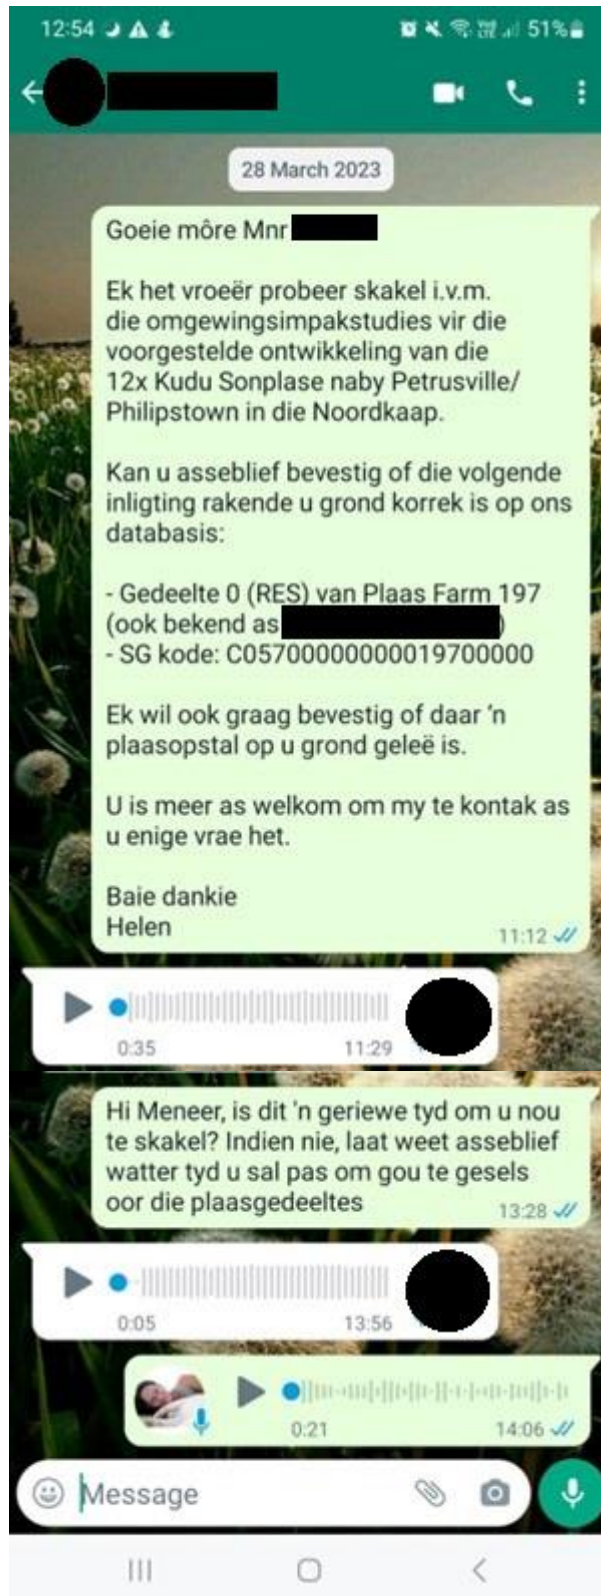 12:54
51%
28 March 2023
Goeie môre Mnr
Ek het vroeër probeer skakel i.v.m.
die omgewingsimpakstudies vir die
voorgestelde ontwikkeling van die
12x Kudu Sonplase naby Petrusville/
Philipstown in die Noordkaap.
Kan u asseblief bevestig of die volgende
inligting rakende u grond korrek is op ons
databasis:
- Gedeelte 0 (RES) van Plaas Farm 197
(ook bekend as )
- SG kode: C05700000000019700000
Ek wil ook graag bevestig of daar ’n
plaasopstal op u grond geleë is.
U is meer as welkom om my te kontak as
u enige vrae het.
Baie dankie
Helen
11:12
0:35
11:29
Hi Meneer, is dit 'n geriewe tyd om u nou
te skakel? Indien nie, laat weet asseblief
watter tyd u sal pas om gou te gesels
oor die plaasgedeeltes
13:28
0:05
13:56
0:21
14:06
Message